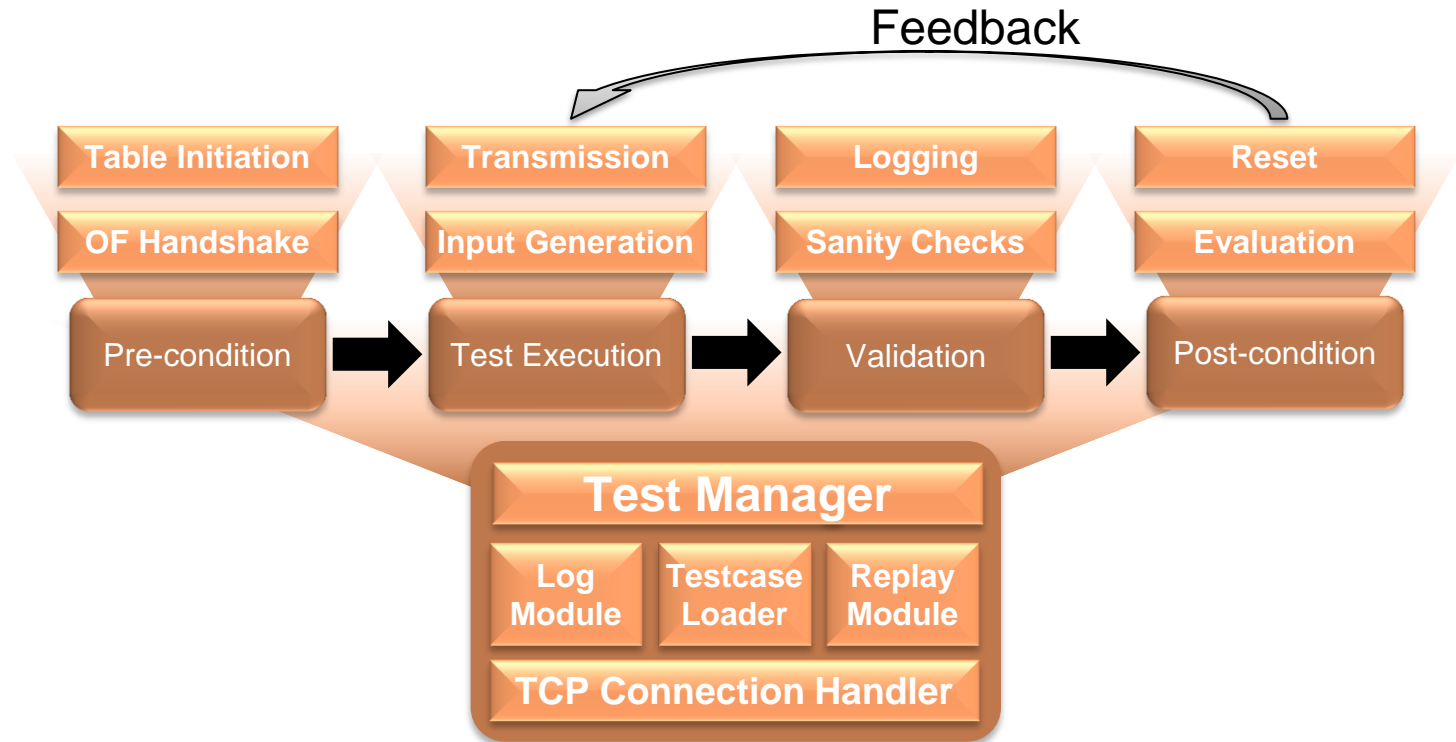 Feedback
Table Initiation
Transmission
Logging
Reset
OF Handshake
Input Generation
Sanity Checks
Evaluation
Pre-condition
Test Execution
Validation
Post-condition
Test Manager
Log
Module
Testcase
Loader
Replay
Module
TCP Connection Handler